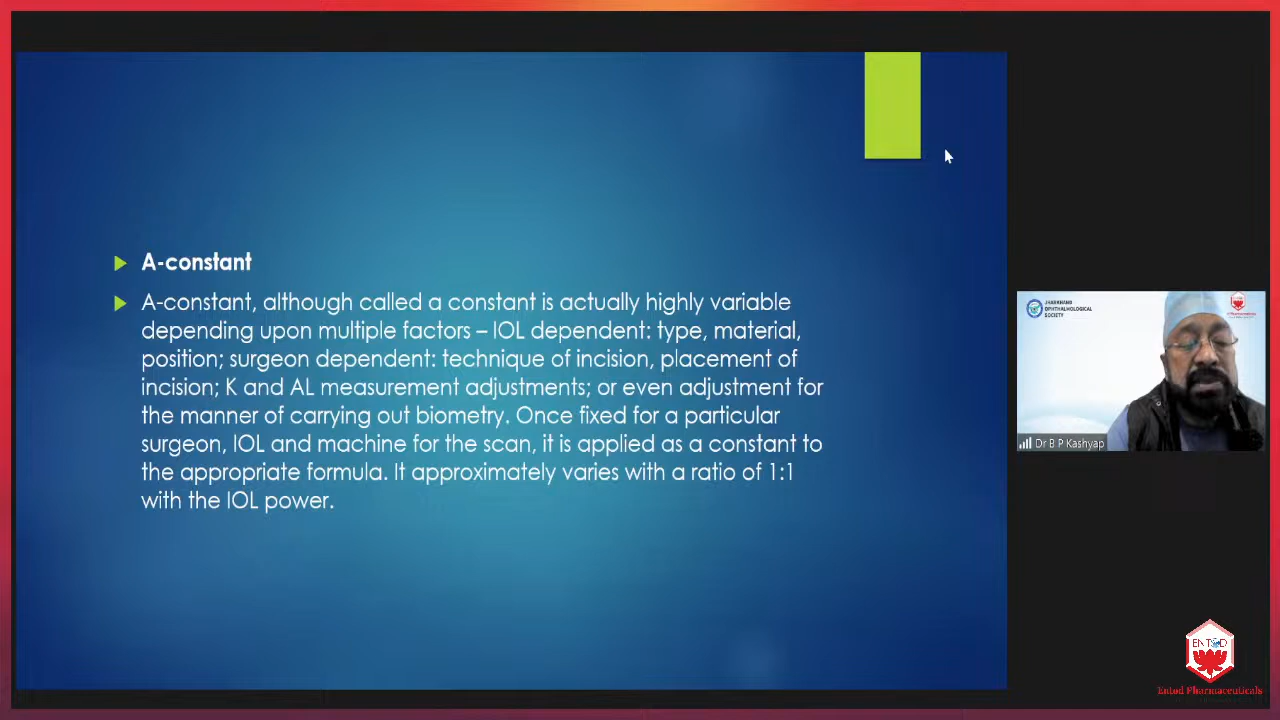 A-constant
A-constant, although called a constant is actually highly variable
depending upon multiple factors – IOL dependent: type, material,
position; surgeon dependent: technique of incision, placement of
incision; K and AL measurement adjustments; or even adjustment for
the manner of carrying out biometry. Once fixed for a particular
surgeon, IOL and machine for the scan, it is applied as a constant to
the appropriate formula. It approximately varies with a ratio of 1:1
with the IOL power.
JHARKHAND
OPHTHALMOLOGICAL
SOCIETY
Dr B P Kashyap
ENTOD
Entod Pharmaceuticals